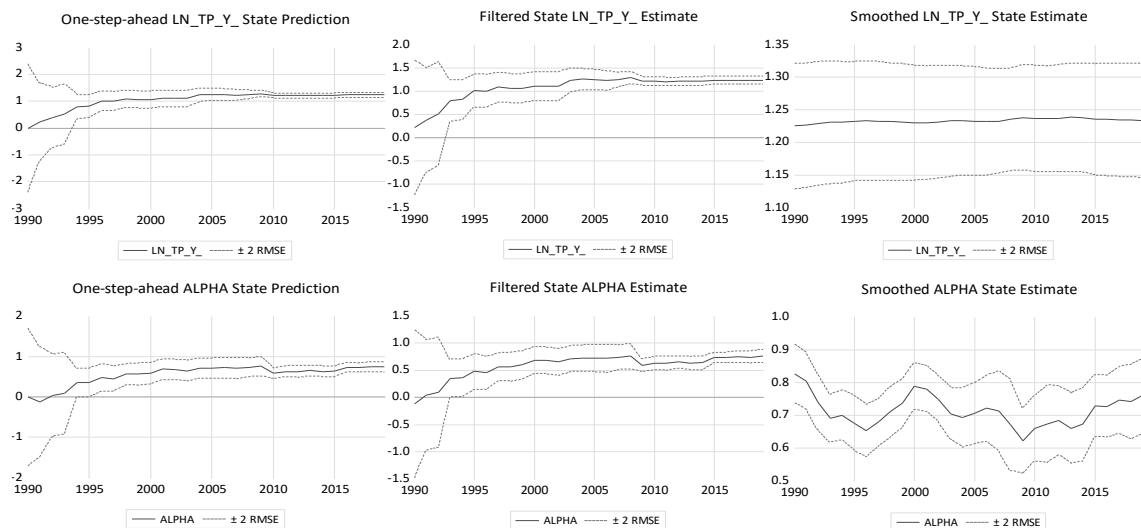 One-step-ahead LN_TP_Y_ State Prediction
3
2
1
0
-1
-2
-3
1990 1995 2000 2005 2010 2015
LN_TP_Y_ ± 2 RMSE
Filtered State LN_TP_Y_ Estimate
2.0
1.5
1.0
0.5
0.0
-0.5
-1.0
-1.5
1990 1995 2000 2005 2010 2015
LN_TP_Y_ ± 2 RMSE
Smoothed LN_TP_Y_ State Estimate
1.35
1.30
1.25
1.20
1.15
1.10
1990 1995 2000 2005 2010 2015
LN_TP_Y_ ± 2 RMSE
One-step-ahead ALPHA State Prediction
2
1
0
-1
-2
1990 1995 2000 2005 2010 2015
ALPHA ± 2 RMSE
Filtered State ALPHA Estimate
1.5
1.0
0.5
0.0
-0.5
-1.0
-1.5
1990 1995 2000 2005 2010 2015
ALPHA ± 2 RMSE
Smoothed ALPHA State Estimate
1.0
0.9
0.8
0.7
0.6
0.5
1990 1995 2000 2005 2010 2015
ALPHA ± 2 RMSE